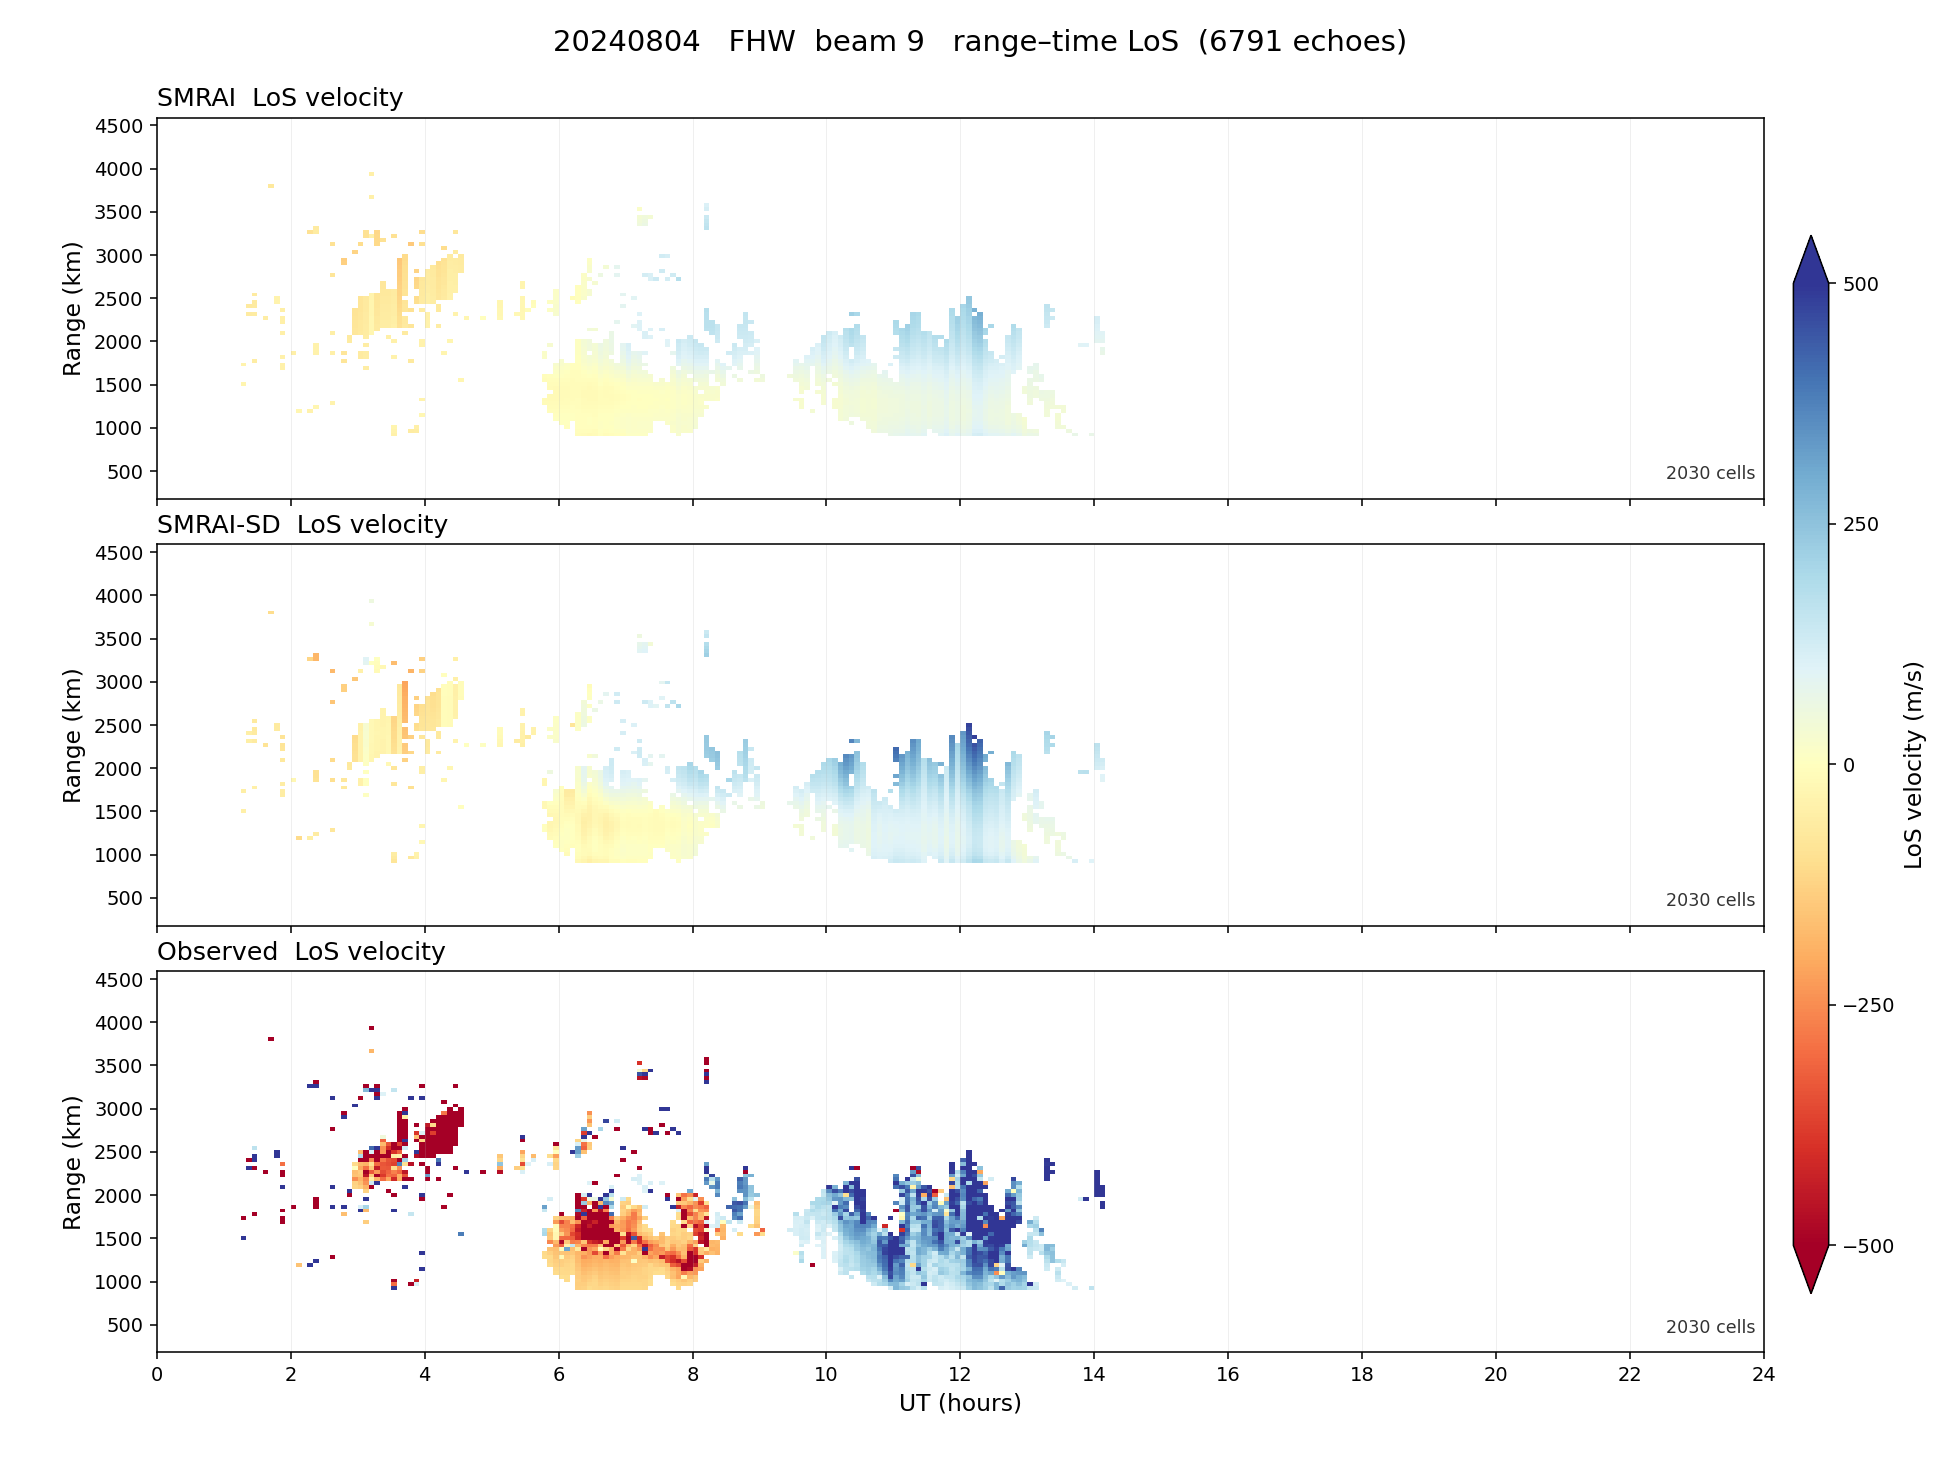 20240804   FHW  beam 9   range–time LoS  (6791 echoes)
SMRAI  LoS velocity
4500
4000
3500
3000
2500
2000
1500
1000
500
Range (km)
2030 cells
SMRAI-SD  LoS velocity
4500
4000
3500
3000
2500
2000
1500
1000
500
Range (km)
2030 cells
Observed  LoS velocity
4500
4000
3500
3000
2500
2000
1500
1000
500
Range (km)
2030 cells
0 2 4 6 8 10 12 14 16 18 20 22 24
UT (hours)
500
250
0
−250
−500
LoS velocity (m/s)